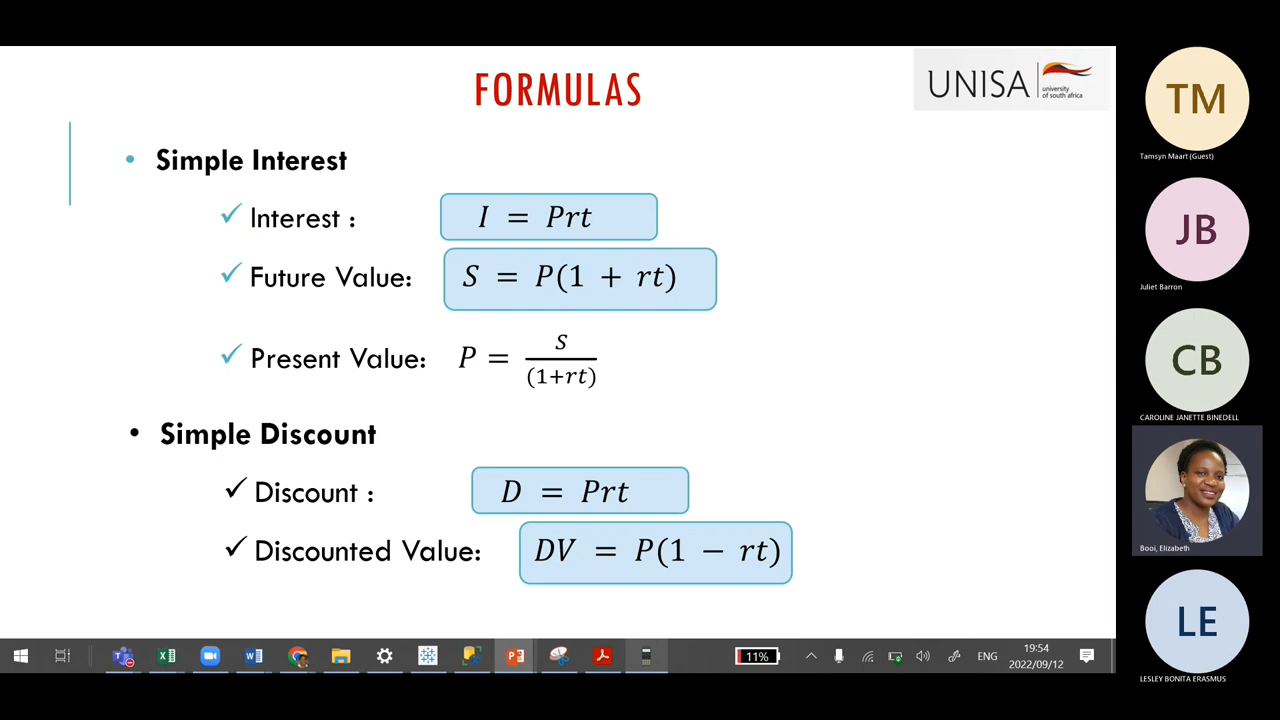 FORMULAS
UNISA
university
of south africa
• Simple Interest
✓ Interest : I = Prt
✓ Future Value: S = P(1 + rt)
✓ Present Value: P = S/(1+rt)
• Simple Discount
✓ Discount : D = Prt
✓ Discounted Value: DV = P(1 − rt)
TM
Tamsyn Maart (Guest)
JB
Juliet Barron
CB
CAROLINE JANETTE BINEDELL
Booi, Elizabeth
LE
LESLEY BONITA ERASMUS
11%
ENG
19:54
2022/09/12